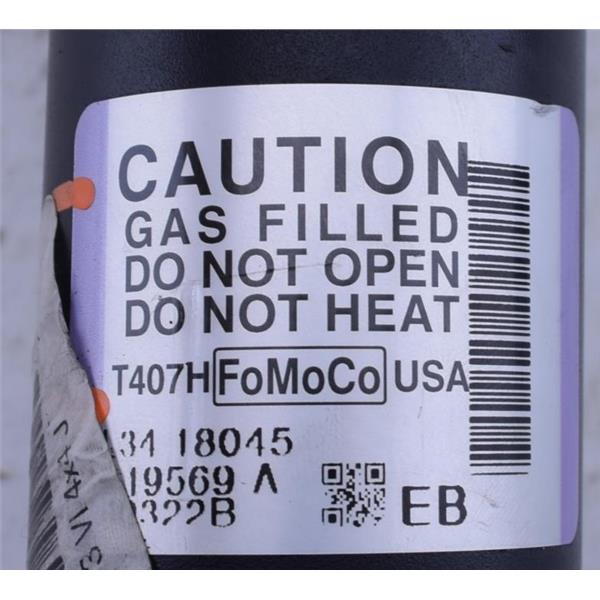 CAUTION
GAS FILLED
DO NOT OPEN
DO NOT HEAT
T407H FoMoCo USA
34 18045
19569 A
322B
EB